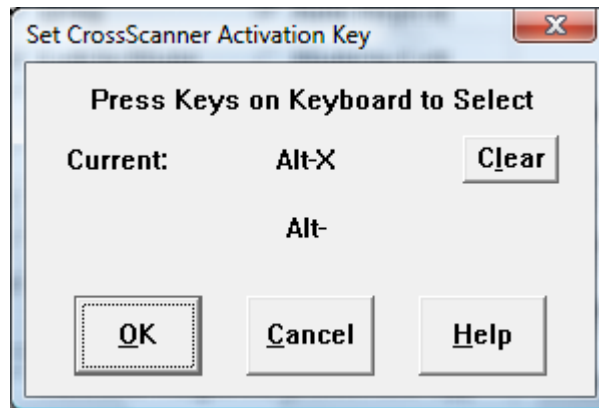 Set CrossScanner Activation Key
Press Keys on Keyboard to Select
Current: Alt-X Clear
Alt-
OK Cancel Help